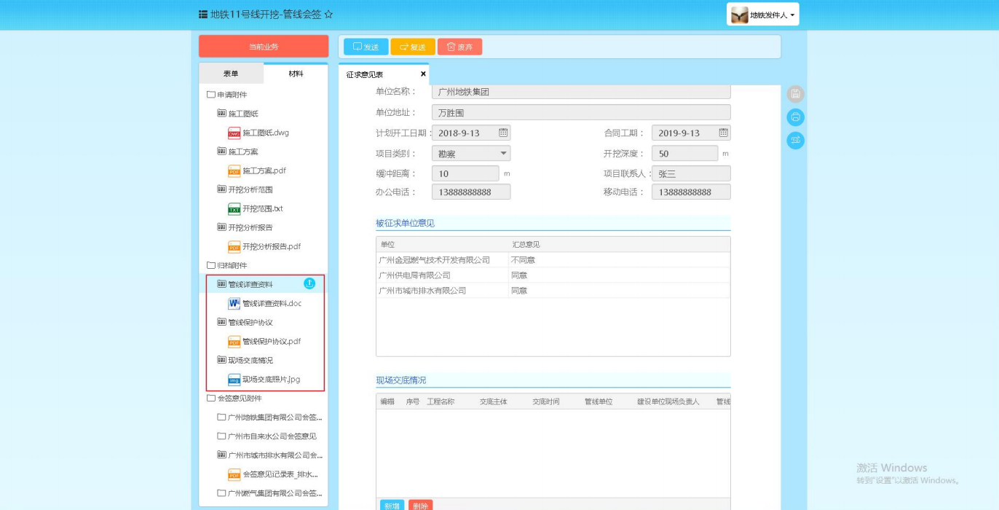 地铁11号线开挖-管线会签 ☆
地铁发件人
当前业务
发送 复送 废弃
表单 材料
征求意见表 ×
申请附件
施工图纸
施工图纸.dwg
施工方案
施工方案.pdf
开挖分析范围
开挖范围.txt
开挖分析报告
开挖分析报告.pdf
归档附件
管线详查资料
管线详查资料.doc
管线保护协议
管线保护协议.pdf
现场交底情况
现场交底照片.jpg
会签意见附件
广州地铁集团有限公司会签...
广州市自来水公司会签意见
广州市城市排水有限公司会...
会签意见记录表_排水...
广州燃气集团有限公司会签...
单位名称： 广州地铁集团
单位地址： 万胜围
计划开工日期： 2018-9-13 合同工期： 2019-9-13
项目类别： 勘察 开挖深度： 50 m
缓冲距离： 10 m 项目联系人： 张三
办公电话： 13888888888 移动电话： 13888888888
被征求单位意见
单位 汇总意见
广州金冠燃气技术开发有限公司 不同意
广州供电局有限公司 同意
广州市城市排水有限公司 同意
现场交底情况
编辑 序号 工程名称 交底主体 交底时间 管线单位 建设单位现场负责人 管线
新增 删除
激活 Windows
转到"设置"以激活 Windows。